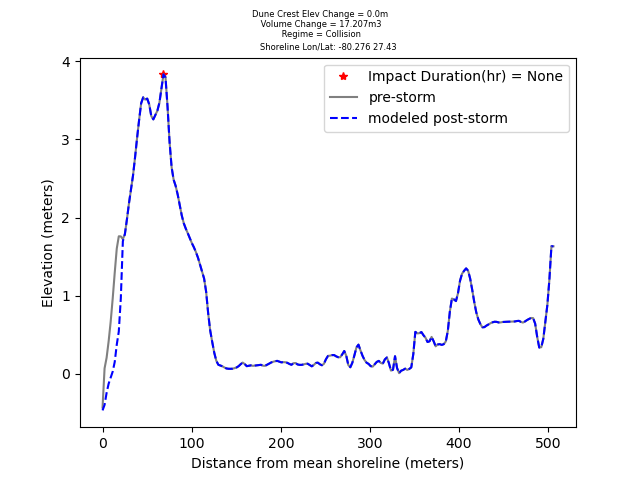 Dune Crest Elev Change = 0.0m
Volume Change = 17.207m3
Regime = Collision
Shoreline Lon/Lat: -80.276 27.43
Impact Duration(hr) = None
pre-storm
modeled post-storm
Elevation (meters)
4
3
2
1
0
0 100 200 300 400 500
Distance from mean shoreline (meters)